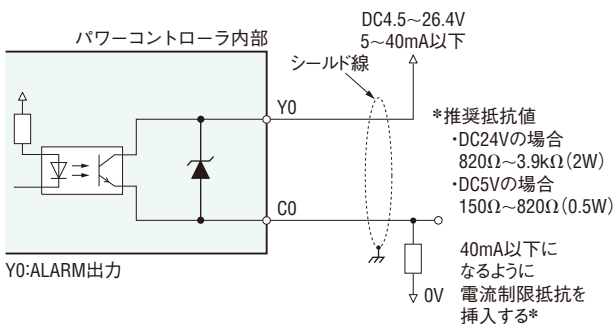 パワーコントローラ内部
DC4.5～26.4V
5～40mA以下
シールド線
Y0
*推奨抵抗値
・DC24Vの場合
820Ω～3.9kΩ(2W)
・DC5Vの場合
150Ω～820Ω(0.5W)
C0
Y0:ALARM出力
0V
40mA以下に
なるように
電流制限抵抗を
挿入する*